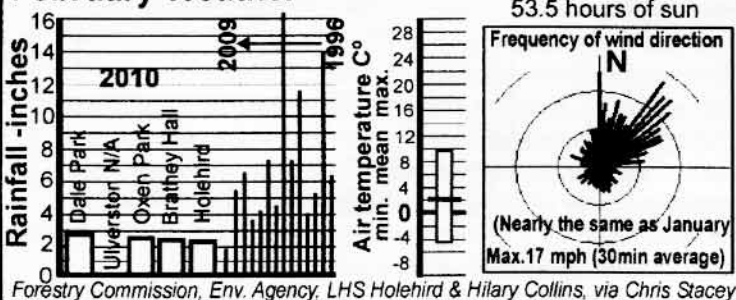 53.5 hours of sun
Rainfall -inches
16
14
12
10
8
6
4
2
0
2010
2009
1996
Dale Park
Ulverston N/A
Oxen Park
Brathey Hall
Holehird
Air temperature C°
min. mean max.
28
24
20
16
12
8
4
0
-4
-8
Frequency of wind direction
N
(Nearly the same as January
Max.17 mph (30min average)
Forestry Commission, Env. Agency, LHS Holehird & Hilary Collins, via Chris Stacey